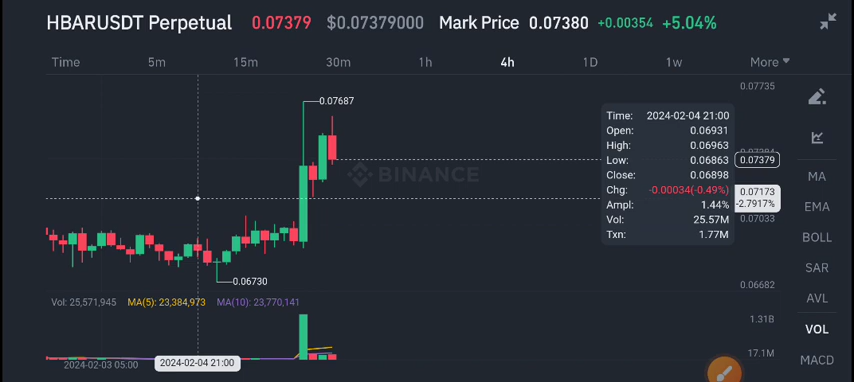 HBARUSDT Perpetual 0.07379 $0.07379000 Mark Price 0.07380 +0.00354 +5.04%
Time 5m 15m 30m 1h 4h 1D 1w More
0.07735
0.07687
Time: 2024-02-04 21:00
Open: 0.06931
High: 0.06963
Low: 0.06863
Close: 0.06898
Chg: -0.00034(-0.49%)
Ampl: 1.44%
Vol: 25.57M
Txn: 1.77M
0.07379
BINANCE
0.07173
-2.7917%
0.07033
0.06730
0.06682
MA
EMA
BOLL
SAR
AVL
VOL
MACD
Vol: 25,571,945 MA(5): 23,384,973 MA(10): 23,770,141
1.31B
17.1M
2024-02-03 05:00 2024-02-04 21:00